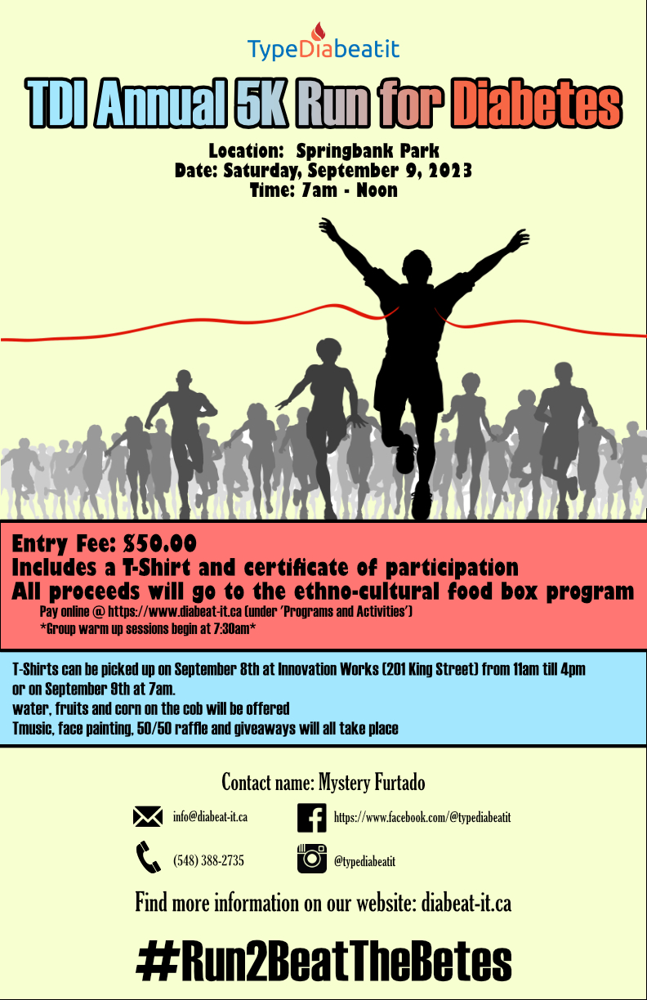 TypeDiabeatit
TDI Annual 5K Run for Diabetes
Location: Springbank Park
Date: Saturday, September 9, 2023
Time: 7am - Noon
Entry Fee: $50.00
Includes a T-Shirt and certificate of participation
All proceeds will go to the ethno-cultural food box program
Pay online @ https://www.diabeat-it.ca (under 'Programs and Activities')
*Group warm up sessions begin at 7:30am*
T-Shirts can be picked up on September 8th at Innovation Works (201 King Street) from 11am till 4pm
or on September 9th at 7am.
water, fruits and corn on the cob will be offered
Tmusic, face painting, 50/50 raffle and giveaways will all take place
Contact name: Mystery Furtado
info@diabeat-it.ca
https://www.facebook.com/@typediabeatit
(548) 388-2735
@typediabeatit
Find more information on our website: diabeat-it.ca
#Run2BeatTheBetes